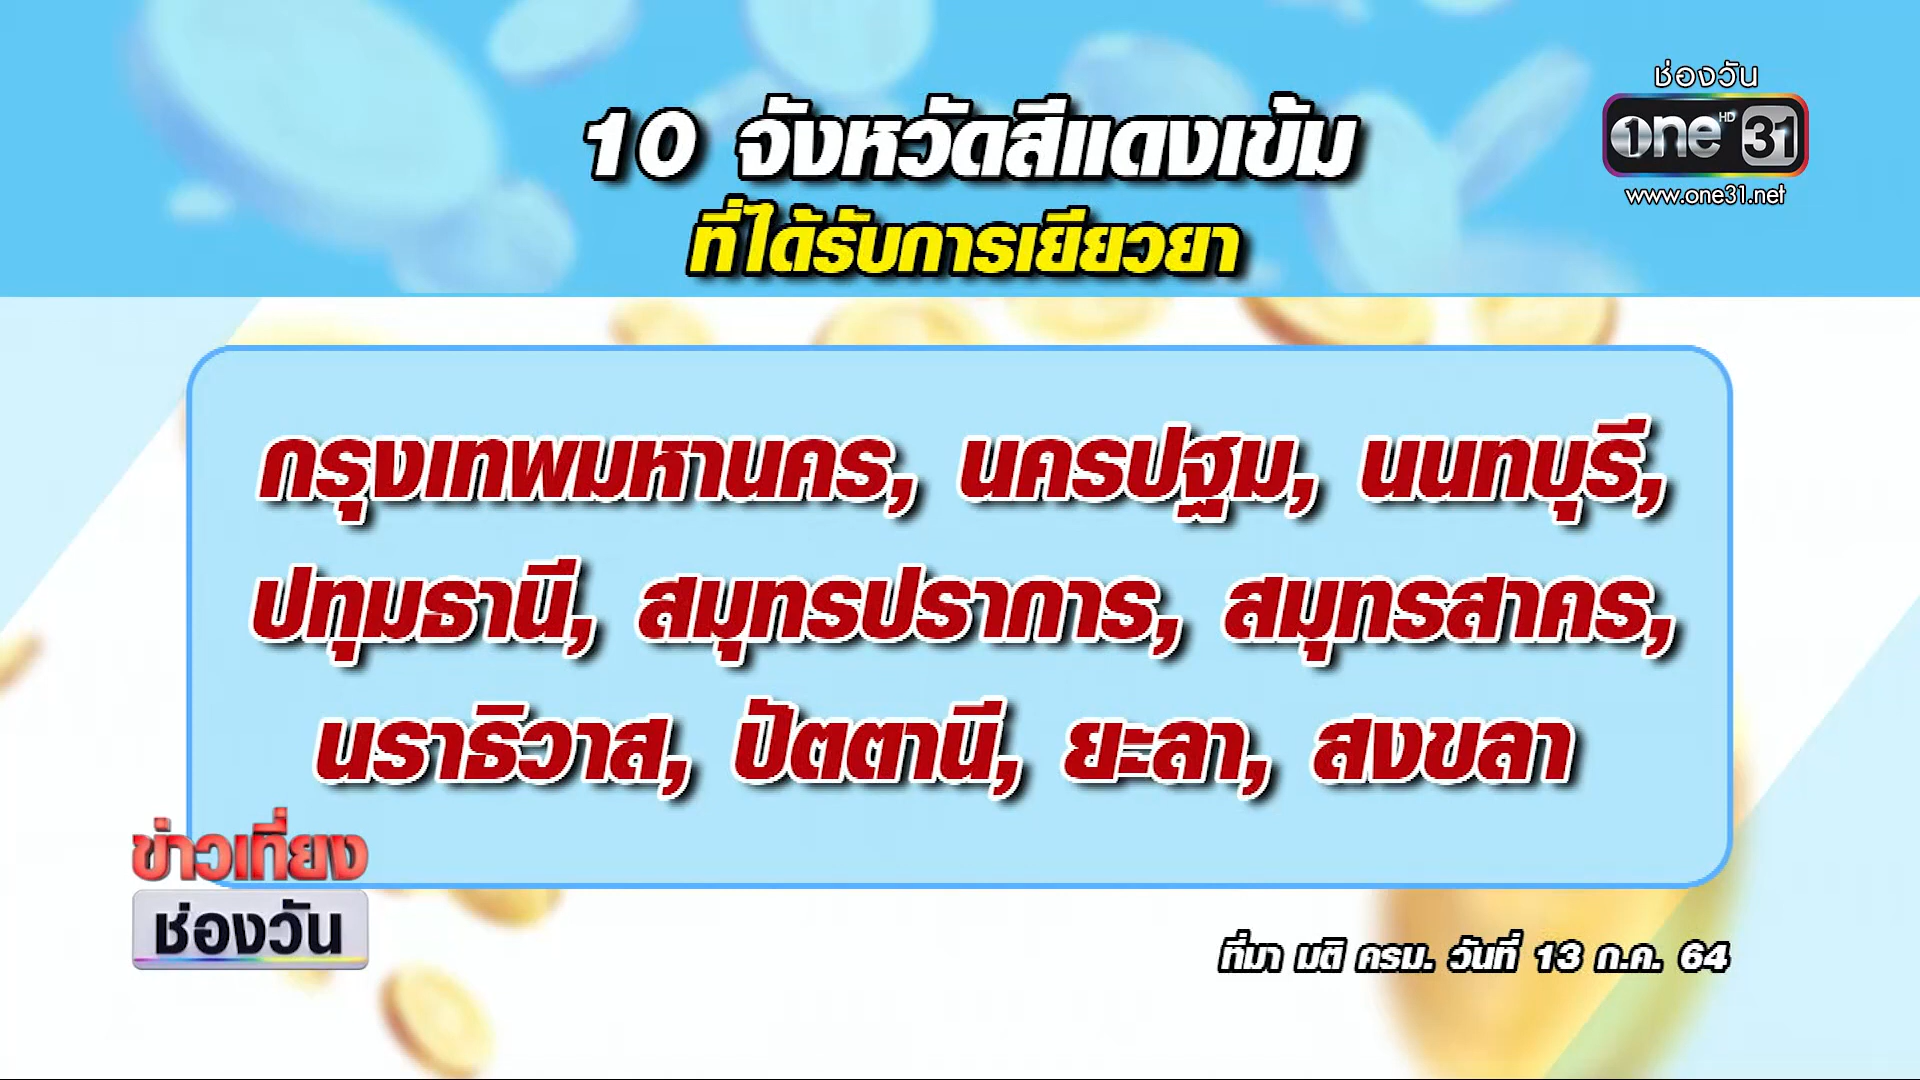 ช่องวัน
one HD 31
www.one31.net
10 จังหวัดสีแดงเข้ม
ที่ได้รับการเยียวยา
กรุงเทพมหานคร, นครปฐม, นนทบุรี,
ปทุมธานี, สมุทรปราการ, สมุทรสาคร,
นราธิวาส, ปัตตานี, ยะลา, สงขลา
ข่าวเที่ยง
ช่องวัน
ที่มา มติ ครม. วันที่ 13 ก.ค. 64